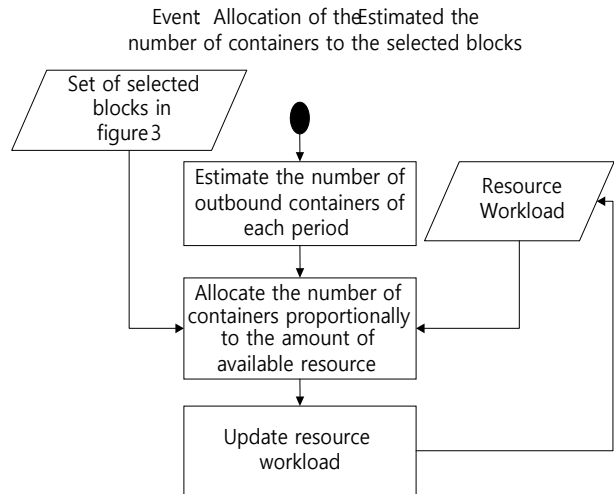 Event: Allocation of the Estimated the
number of containers to the selected blocks
Set of selected
blocks in
figure 3
Estimate the number of
outbound containers of
each period
Resource
Workload
Allocate the number of
containers proportionally
to the amount of
available resource
Update resource
workload